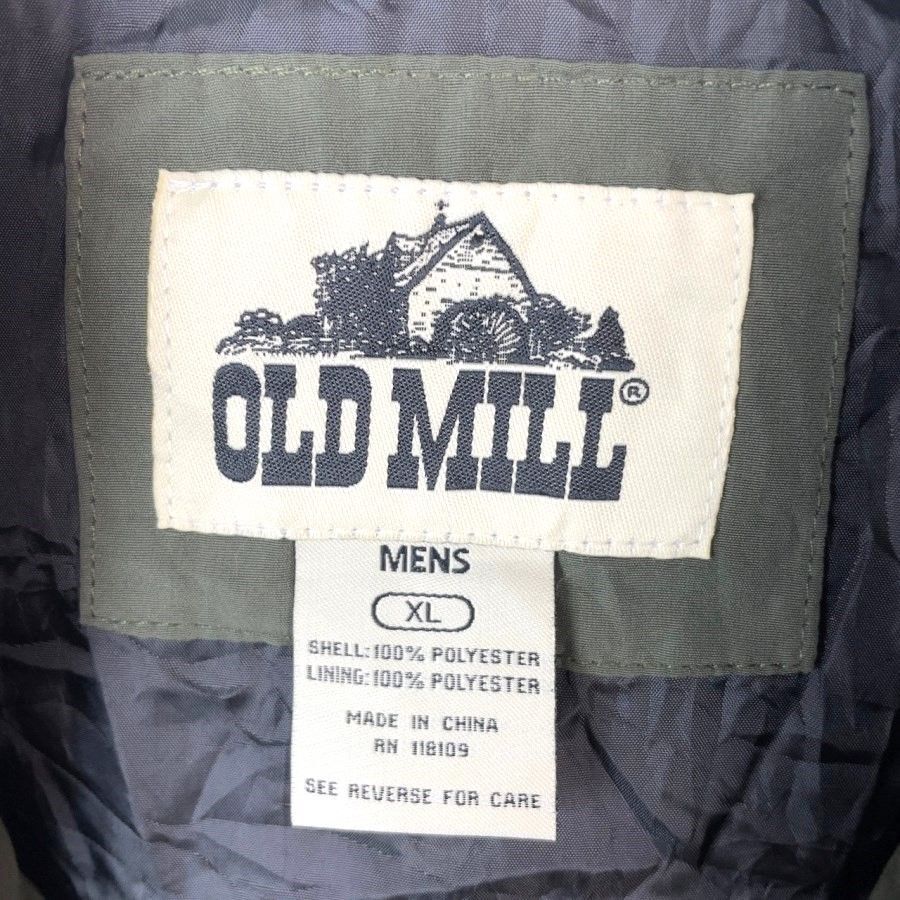 OLD MILL®
MENS
XL
SHELL: 100% POLYESTER
LINING: 100% POLYESTER
MADE IN CHINA
RN 118109
SEE REVERSE FOR CARE